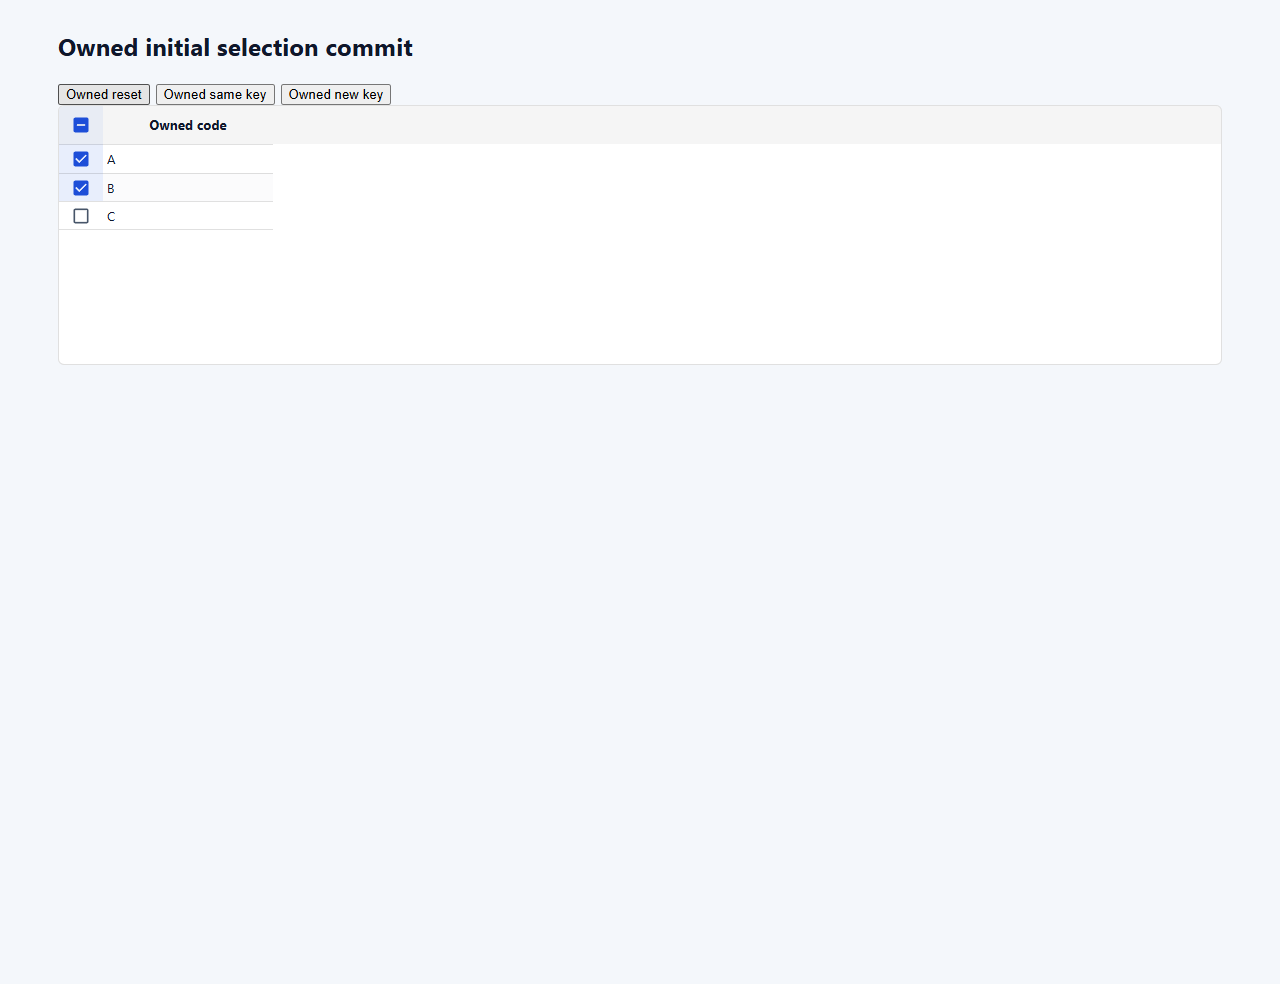 Owned initial selection commit
Owned reset Owned same key Owned new key
Owned code
A
B
C